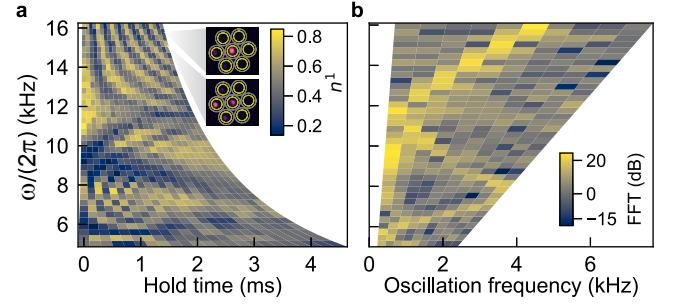 a
b
16
14
12
10
8
6
ω/(2π) (kHz)
0.8
0.6
0.4
0.2
n¹
20
0
−15
FFT (dB)
0 1 2 3 4
0 2 4 6
Hold time (ms)
Oscillation frequency (kHz)